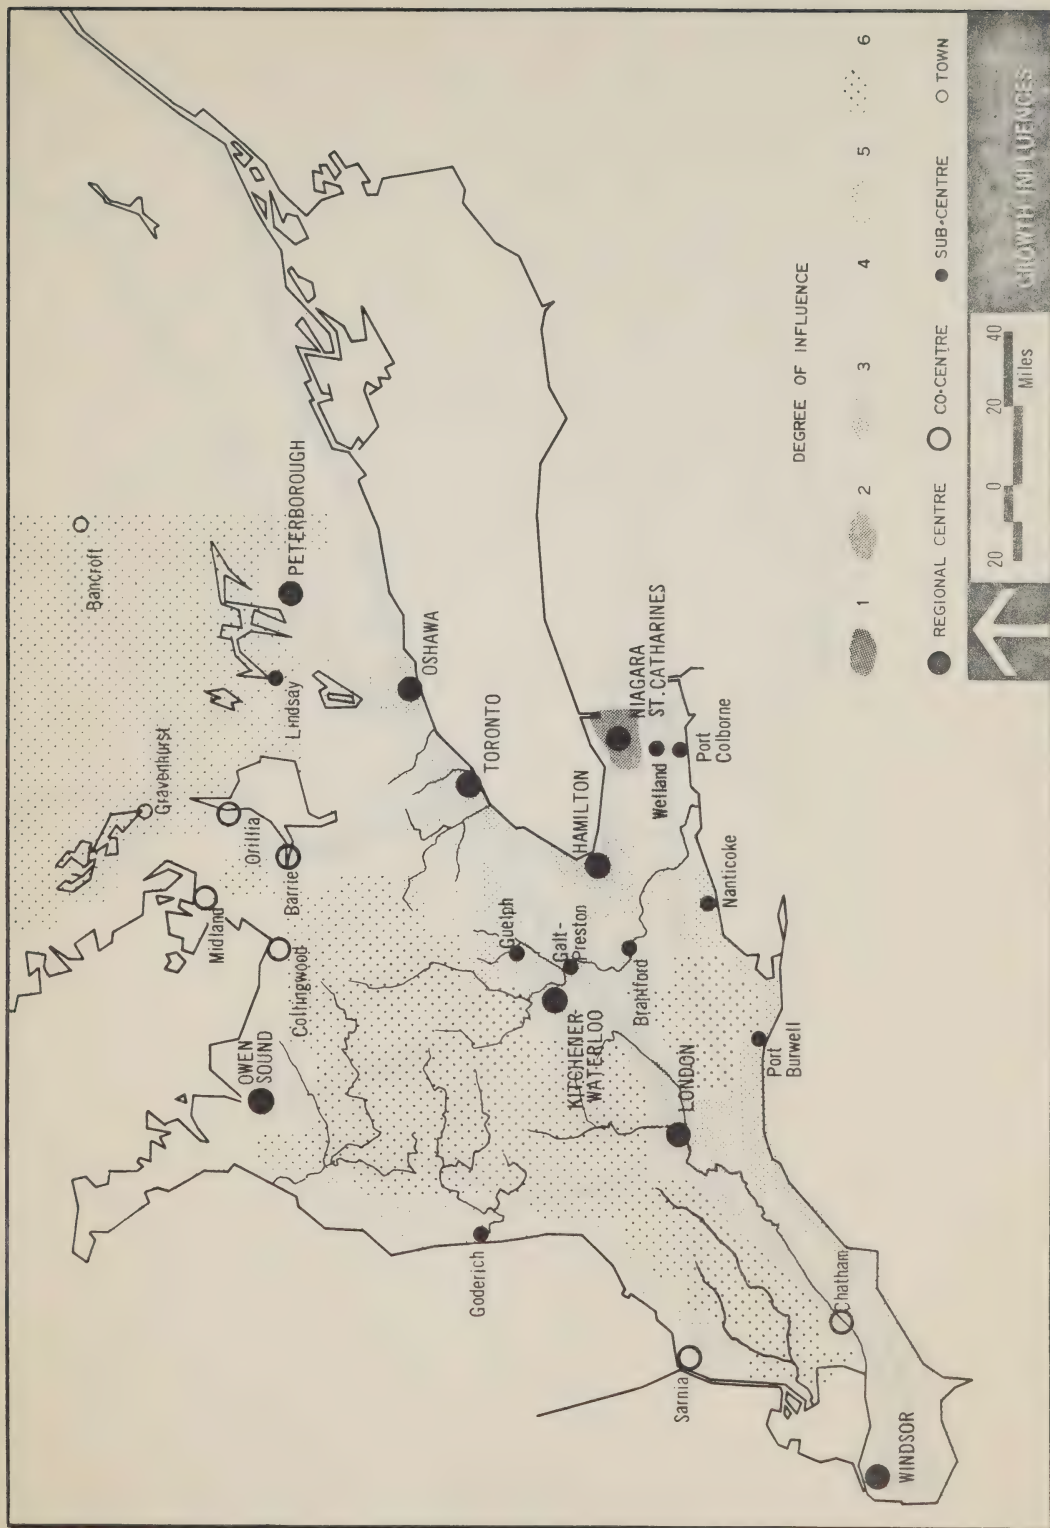 Bancroft
Gravenhurst
PETERBOROUGH
Lindsay
Orillia
Barrie
Midland
Collingwood
OWEN
SOUND
OSHAWA
TORONTO
HAMILTON
NIAGARA
ST. CATHARINES
Welland
Port
Colborne
Guelph
Galt-
Preston
KITCHENER-
WATERLOO
Brantford
Nanticoke
Goderich
LONDON
Port
Burwell
Sarnia
Chatham
WINDSOR
DEGREE OF INFLUENCE
1 2 3 4 5 6
REGIONAL CENTRE CO-CENTRE SUB-CENTRE TOWN
20 0 20 40
Miles
GROWTH INFLUENCES